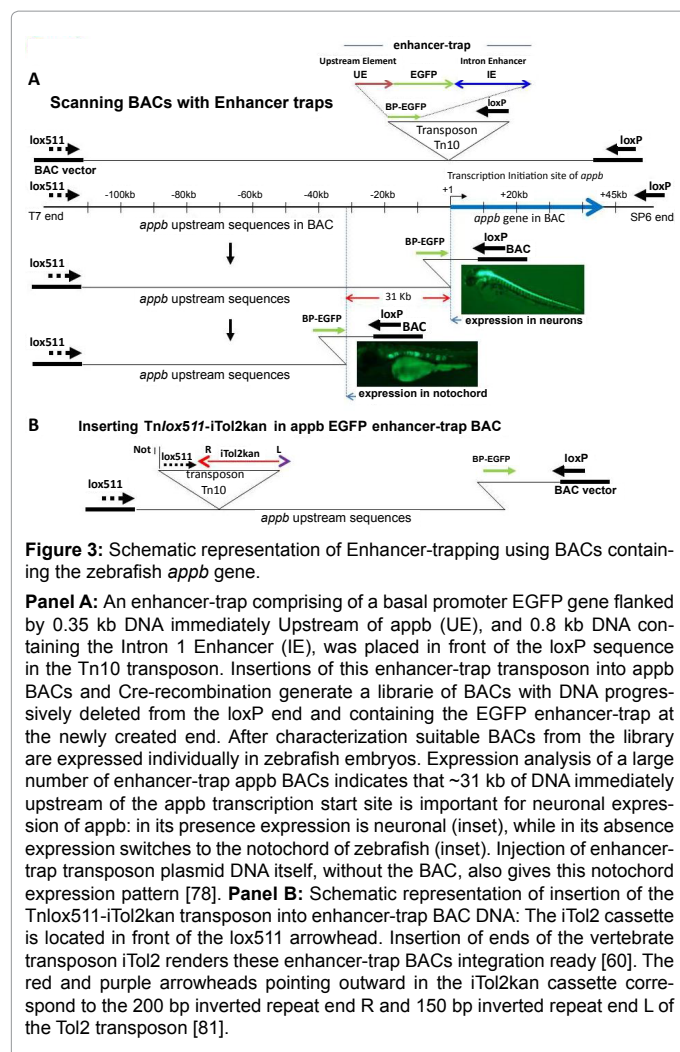 enhancer-trap
Upstream Element Intron Enhancer
UE EGFP IE
A
Scanning BACs with Enhancer traps
BP-EGFP loxP
Transposon
Tn10
lox511 loxP
BAC vector
Transcription Initiation site of appb
lox511 +1 loxP
-100kb -80kb -60kb -40kb -20kb +20kb +45kb
T7 end appb upstream sequences in BAC appb gene in BAC SP6 end
BP-EGFP loxP
lox511 BAC
appb upstream sequences
31 Kb
expression in neurons
BP-EGFP loxP
lox511 BAC
appb upstream sequences
expression in notochord
B Inserting Tnlox511-iTol2kan in appb EGFP enhancer-trap BAC
Not lox511 R iTol2kan L
transposon
Tn10
BP-EGFP loxP
lox511 BAC vector
appb upstream sequences
Figure 3: Schematic representation of Enhancer-trapping using BACs contain-
ing the zebrafish appb gene.
Panel A: An enhancer-trap comprising of a basal promoter EGFP gene flanked
by 0.35 kb DNA immediately Upstream of appb (UE), and 0.8 kb DNA con-
taining the Intron 1 Enhancer (IE), was placed in front of the loxP sequence
in the Tn10 transposon. Insertions of this enhancer-trap transposon into appb
BACs and Cre-recombination generate a librarie of BACs with DNA progres-
sively deleted from the loxP end and containing the EGFP enhancer-trap at
the newly created end. After characterization suitable BACs from the library
are expressed individually in zebrafish embryos. Expression analysis of a large
number of enhancer-trap appb BACs indicates that ~31 kb of DNA immediately
upstream of the appb transcription start site is important for neuronal expres-
sion of appb: in its presence expression is neuronal (inset), while in its absence
expression switches to the notochord of zebrafish (inset). Injection of enhancer-
trap transposon plasmid DNA itself, without the BAC, also gives this notochord
expression pattern [78]. Panel B: Schematic representation of insertion of the
Tnlox511-iTol2kan transposon into enhancer-trap BAC DNA: The iTol2 cassette
is located in front of the lox511 arrowhead. Insertion of ends of the vertebrate
transposon iTol2 renders these enhancer-trap BACs integration ready [60]. The
red and purple arrowheads pointing outward in the iTol2kan cassette corre-
spond to the 200 bp inverted repeat end R and 150 bp inverted repeat end L of
the Tol2 transposon [81].